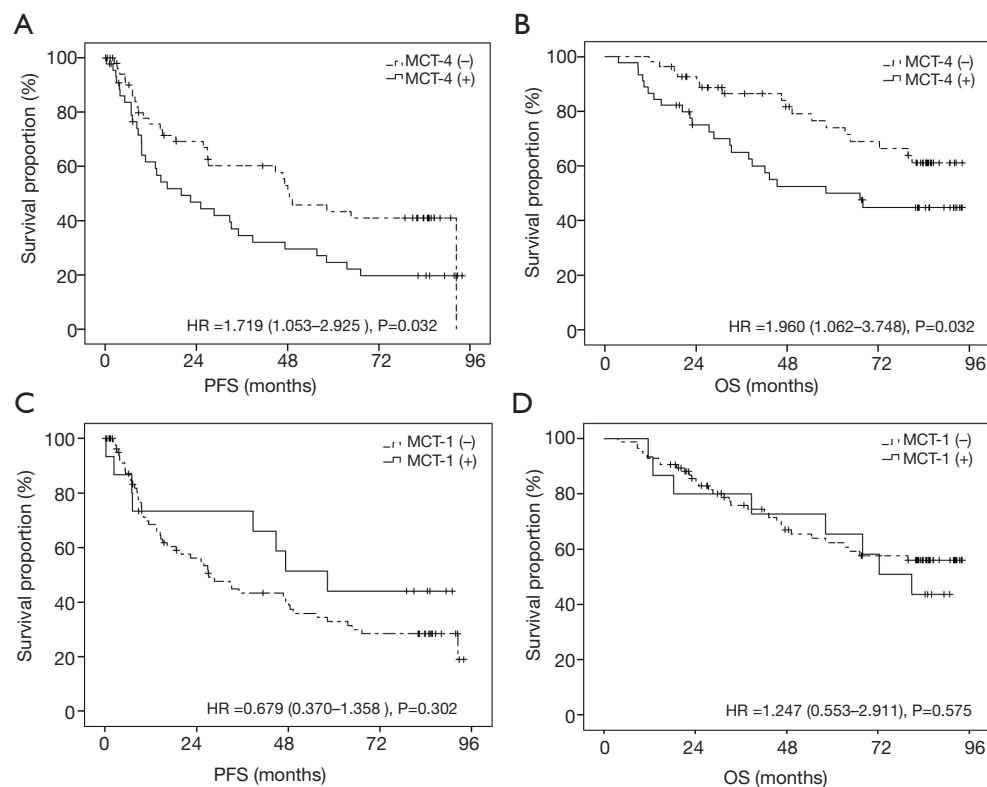 A
Survival proportion (%)
100
80
60
40
20
0
MCT-4 (–)
MCT-4 (+)
HR =1.719 (1.053–2.925 ), P=0.032
0 24 48 72 96
PFS (months)
B
Survival proportion (%)
100
80
60
40
20
0
MCT-4 (–)
MCT-4 (+)
HR =1.960 (1.062–3.748), P=0.032
0 24 48 72 96
OS (months)
C
Survival proportion (%)
100
80
60
40
20
0
MCT-1 (–)
MCT-1 (+)
HR =0.679 (0.370–1.358 ), P=0.302
0 24 48 72 96
PFS (months)
D
Survival proportion (%)
100
80
60
40
20
0
MCT-1 (–)
MCT-1 (+)
HR =1.247 (0.553–2.911), P=0.575
0 24 48 72 96
OS (months)